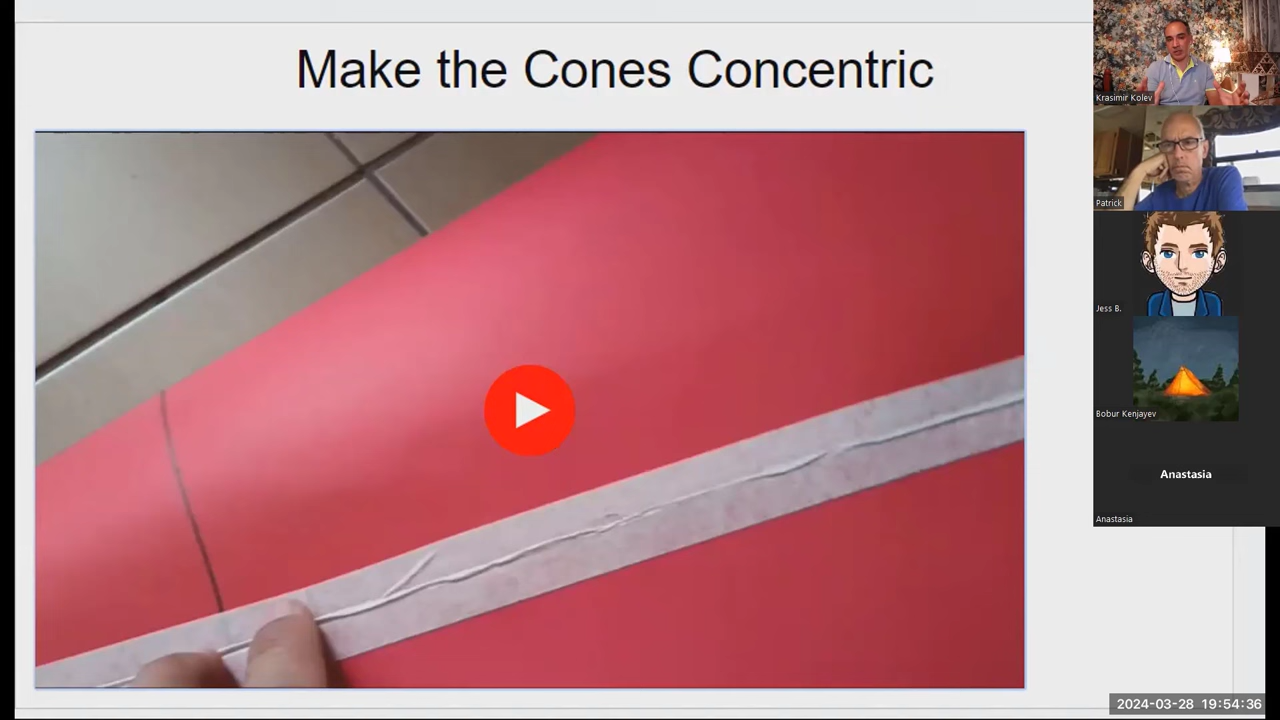 Make the Cones Concentric
Krasimir Kolev
Patrick
Jess B.
Bobur Kenjayev
Anastasia
Anastasia
2024-03-28 19:54:36